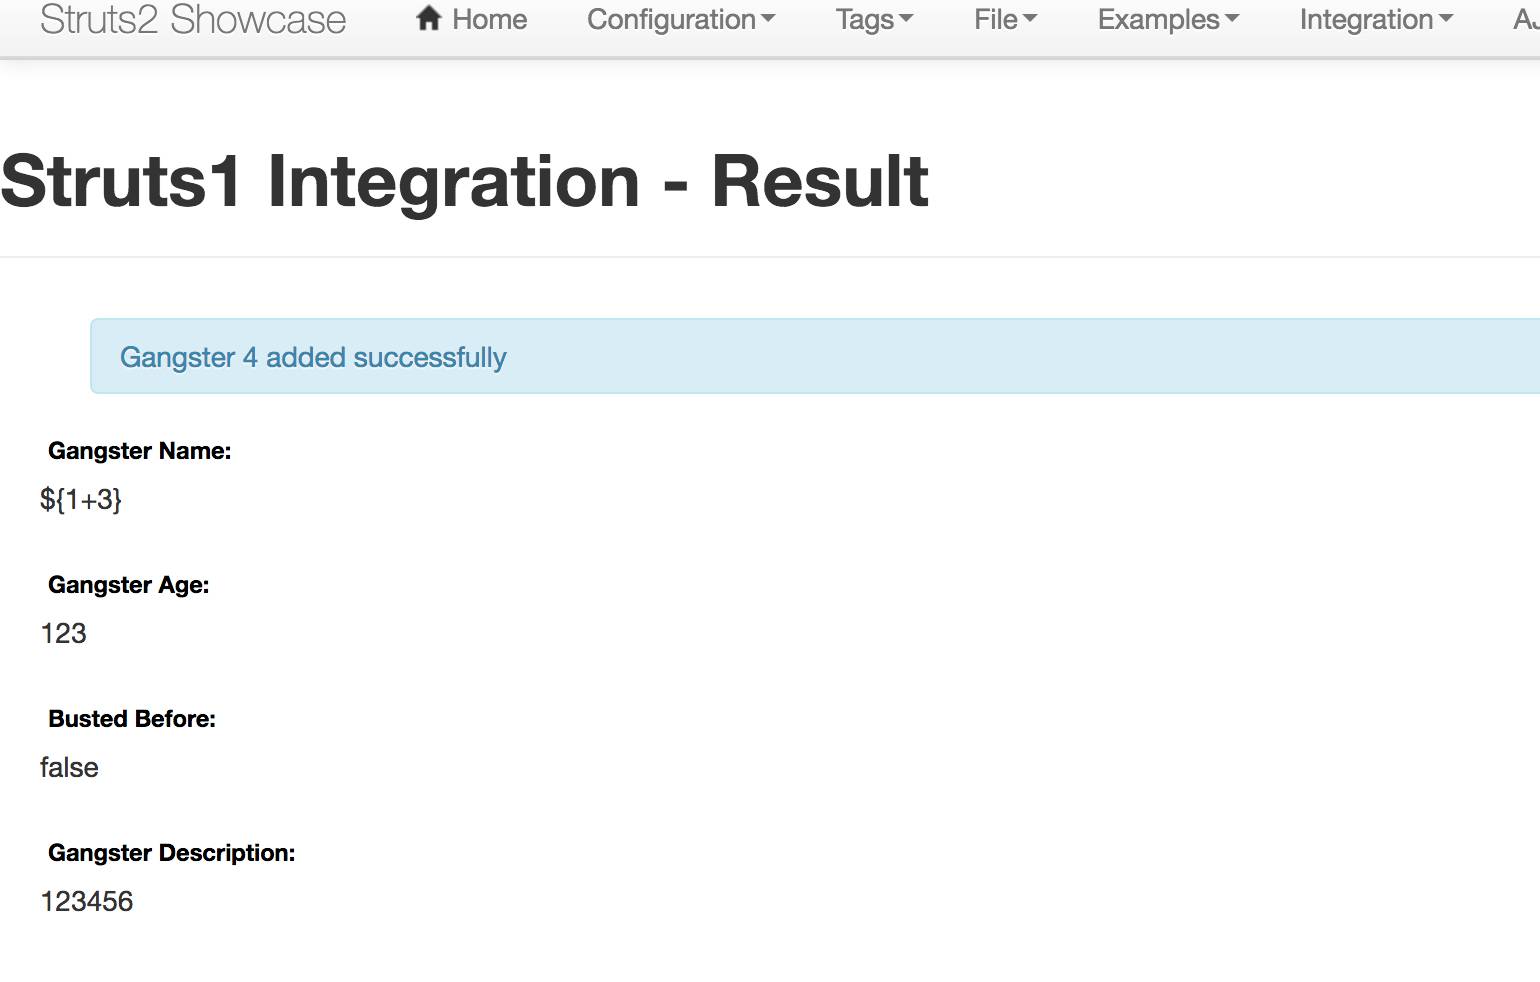 Struts2 Showcase Home Configuration Tags File Examples Integration
Struts1 Integration - Result
Gangster 4 added successfully
Gangster Name:
${1+3}
Gangster Age:
123
Busted Before:
false
Gangster Description:
123456